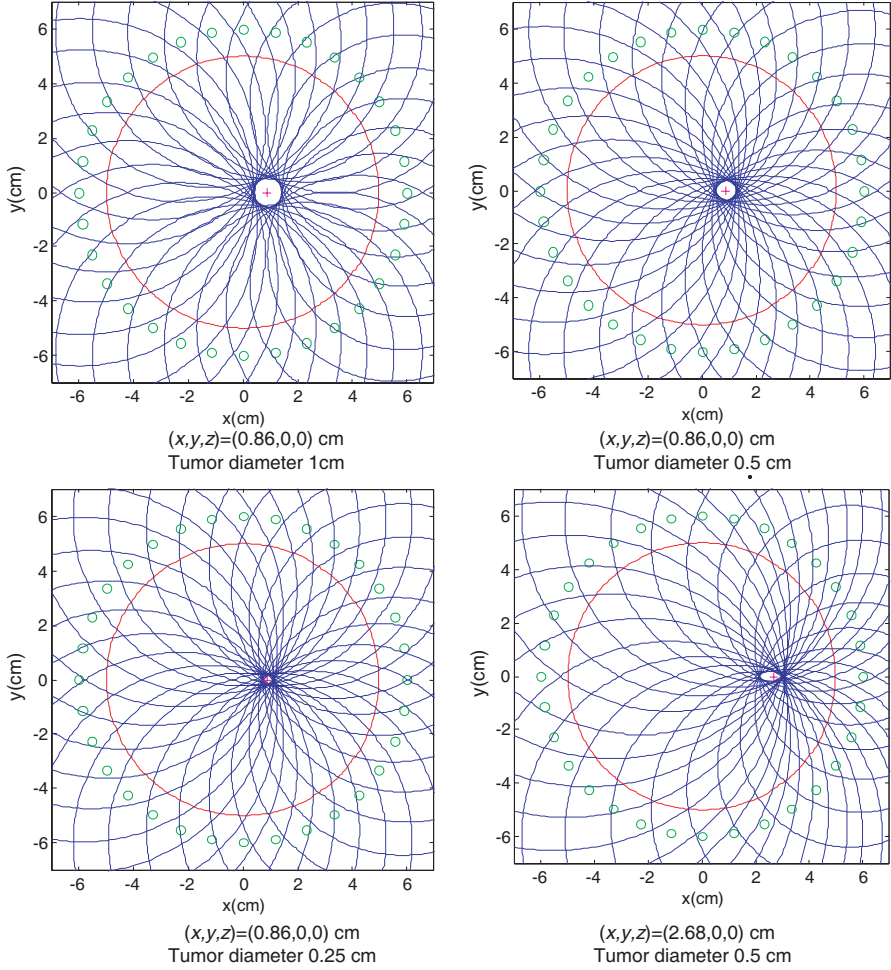 6
4
2
0
-2
-4
-6
y(cm)
-6 -4 -2 0 2 4 6
x(cm)
(x,y,z)=(0.86,0,0) cm
Tumor diameter 1cm
6
4
2
0
-2
-4
-6
y(cm)
-6 -4 -2 0 2 4 6
x(cm)
(x,y,z)=(0.86,0,0) cm
Tumor diameter 0.5 cm
6
4
2
0
-2
-4
-6
y(cm)
-6 -4 -2 0 2 4 6
x(cm)
(x,y,z)=(0.86,0,0) cm
Tumor diameter 0.25 cm
6
4
2
0
-2
-4
-6
y(cm)
-6 -4 -2 0 2 4 6
x(cm)
(x,y,z)=(2.68,0,0) cm
Tumor diameter 0.5 cm